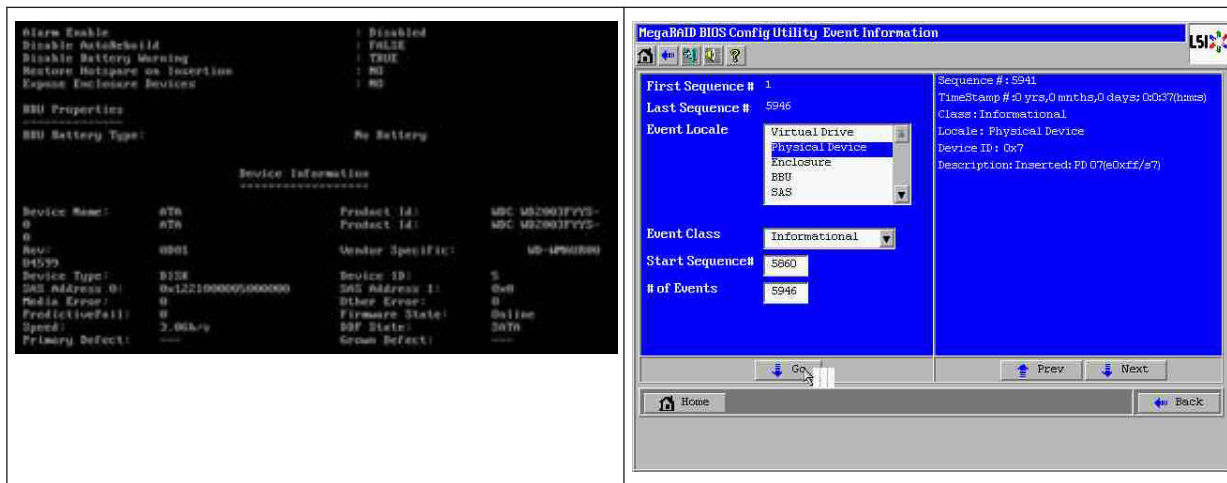 Alarm Enable : Disabled
Disable AutoRebuild : FALSE
Disable Battery Warning : TRUE
Restore Hotspare on Insertion : NO
Expose Enclosure Devices : NO
BBU Properties
BBU Battery Type: No Battery
Device Information
Device Name: ATA Product Id: WDC WD2003FYYS-
0 ATA Product Id: WDC WD2003FYYS-
0
Rev: 0D01 Vendor Specific:
04599
Device Type: DISK Device ID: 5
SAS Address 0: 0x1221000005000000 SAS Address 1: 0x0
Media Error: 0 Other Error: 0
PredictiveFail: 0 Firmware State: Online
Speed: 3.0Gb/s DDF State: SATA
Primary Defect: --- Grown Defect: ---
MegaRAID BIOS Config Utility Event Information
LSI
First Sequence # 1
Last Sequence # 5946
Event Locale
Virtual Drive
Physical Device
Enclosure
BBU
SAS
Event Class Informational
Start Sequence# 5860
# of Events 5946
Go
Sequence #: 5941
TimeStamp #:0 yrs,0 mnths,0 days; 0:0:37(h:m:s)
Class: Informational
Locale: Physical Device
Device ID: 0x7
Description: Inserted: PD 07(e0xff/s7)
Prev Next
Home Back